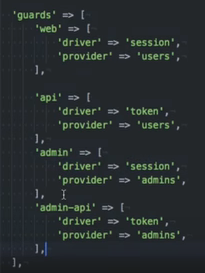 'guards' => [
'web' => [
'driver' => 'session',
'provider' => 'users',
],
'api' => [
'driver' => 'token',
'provider' => 'users',
],
'admin' => [
'driver' => 'session',
'provider' => 'admins',
],
'admin-api' => [
'driver' => 'token',
'provider' => 'admins',
],
],